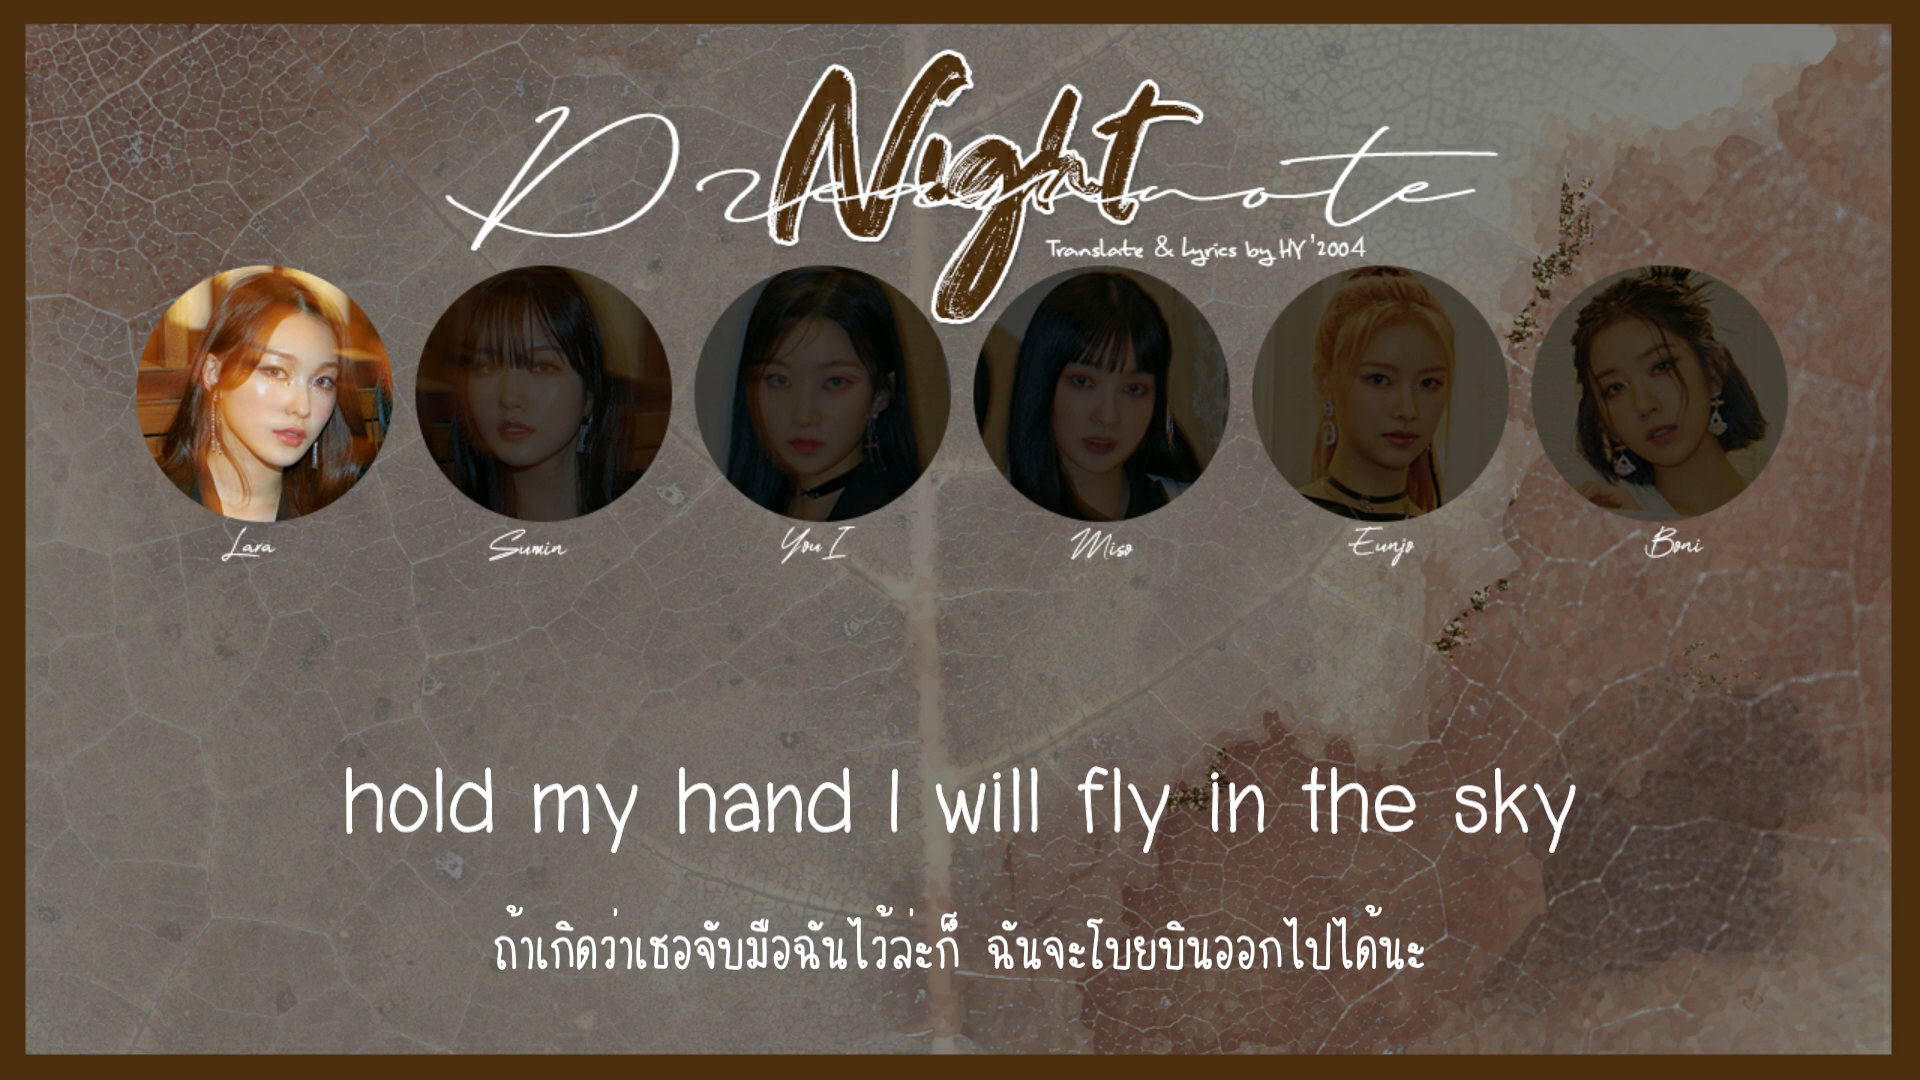 Dreamnote
Night
Translate & Lyrics by HY'2004
Lara
Sumin
You I
Miso
Eunjo
Boni
hold my hand I will fly in the sky
ถ้าเกิดว่าเธอจับมือฉันไว้ล่ะก็ ฉันจะโบยบินออกไปได้นะ